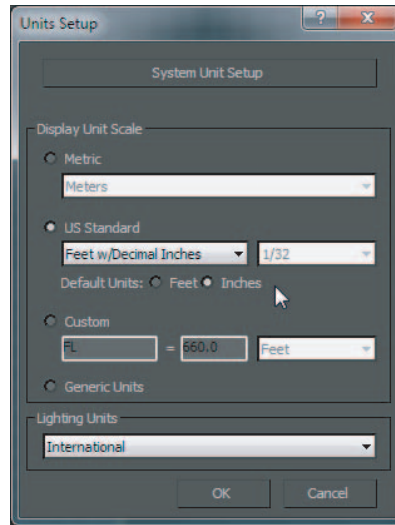 Units Setup
?
X
System Unit Setup
Display Unit Scale
Metric
Meters
US Standard
Feet w/Decimal Inches 1/32
Default Units: Feet Inches
Custom
FL = 660.0 Feet
Generic Units
Lighting Units
International
OK Cancel